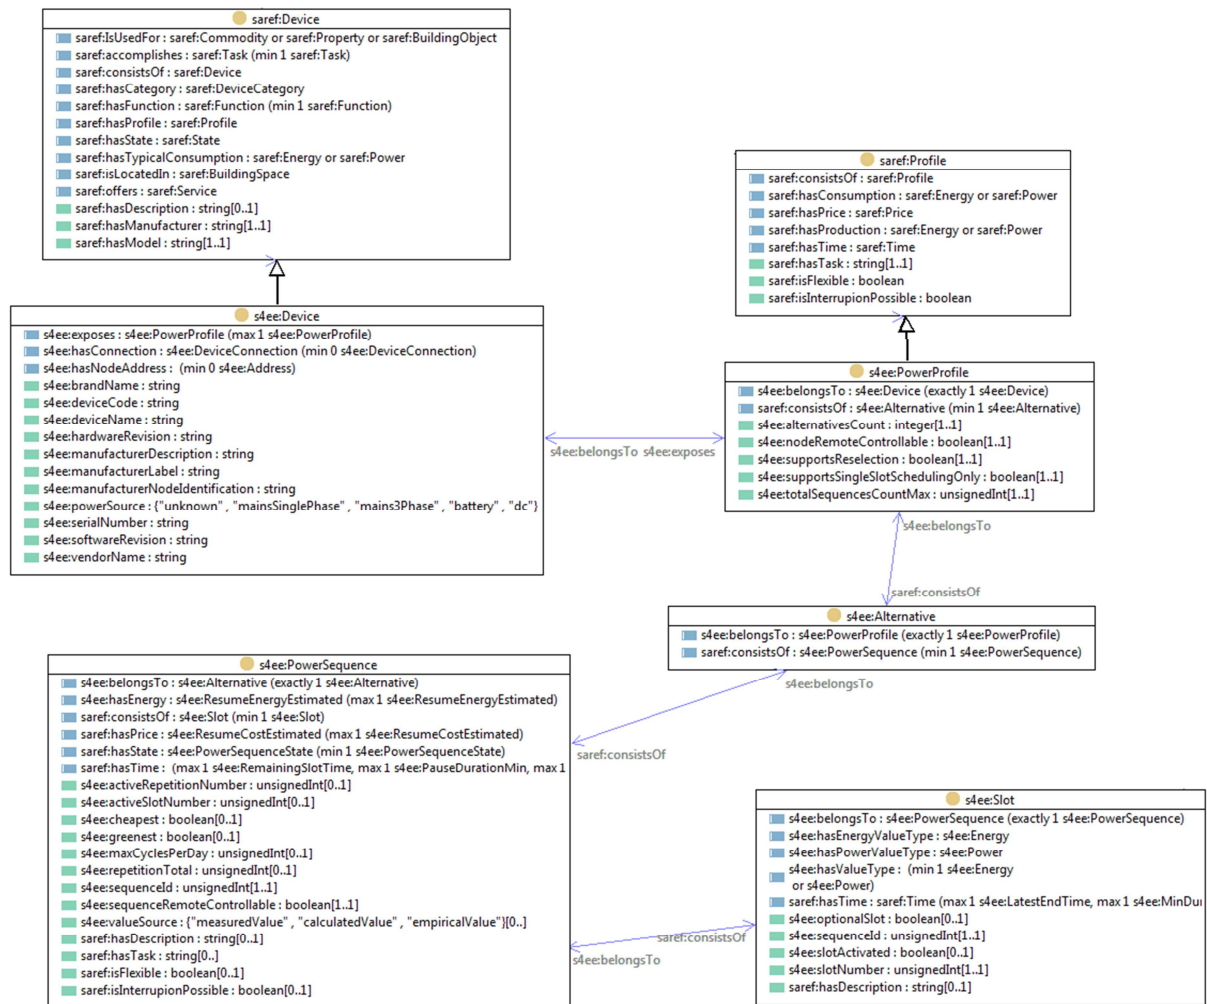 saref:Device
saref:IsUsedFor : saref:Commodity or saref:Property or saref:BuildingObject
saref:accomplishes : saref:Task (min 1 saref:Task)
saref:consistsOf : saref:Device
saref:hasCategory : saref:DeviceCategory
saref:hasFunction : saref:Function (min 1 saref:Function)
saref:hasProfile : saref:Profile
saref:hasState : saref:State
saref:hasTypicalConsumption : saref:Energy or saref:Power
saref:isLocatedIn : saref:BuildingSpace
saref:offers : saref:Service
saref:hasDescription : string[0..1]
saref:hasManufacturer : string[1..1]
saref:hasModel : string[1..1]
saref:Profile
saref:consistsOf : saref:Profile
saref:hasConsumption : saref:Energy or saref:Power
saref:hasPrice : saref:Price
saref:hasProduction : saref:Energy or saref:Power
saref:hasTime : saref:Time
saref:hasTask : string[1..1]
saref:isFlexible : boolean
saref:isInterrupionPossible : boolean
s4ee:Device
s4ee:exposes : s4ee:PowerProfile (max 1 s4ee:PowerProfile)
s4ee:hasConnection : s4ee:DeviceConnection (min 0 s4ee:DeviceConnection)
s4ee:hasNodeAddress : (min 0 s4ee:Address)
s4ee:brandName : string
s4ee:deviceCode : string
s4ee:deviceName : string
s4ee:hardwareRevision : string
s4ee:manufacturerDescription : string
s4ee:manufacturerLabel : string
s4ee:manufacturerNodeIdentification : string
s4ee:powerSource : {"unknown" , "mainsSinglePhase" , "mains3Phase" , "battery" , "dc"}
s4ee:serialNumber : string
s4ee:softwareRevision : string
s4ee:vendorName : string
s4ee:belongsTo s4ee:exposes
s4ee:PowerProfile
s4ee:belongsTo : s4ee:Device (exactly 1 s4ee:Device)
saref:consistsOf : s4ee:Alternative (min 1 s4ee:Alternative)
s4ee:alternativesCount : integer[1..1]
s4ee:nodeRemoteControllable : boolean[1..1]
s4ee:supportsReselection : boolean[1..1]
s4ee:supportsSingleSlotSchedulingOnly : boolean[1..1]
s4ee:totalSequencesCountMax : unsignedInt[1..1]
s4ee:belongsTo
saref:consistsOf
s4ee:Alternative
s4ee:belongsTo : s4ee:PowerProfile (exactly 1 s4ee:PowerProfile)
saref:consistsOf : s4ee:PowerSequence (min 1 s4ee:PowerSequence)
s4ee:belongsTo
saref:consistsOf
s4ee:PowerSequence
s4ee:belongsTo : s4ee:Alternative (exactly 1 s4ee:Alternative)
s4ee:hasEnergy : s4ee:ResumeEnergyEstimated (max 1 s4ee:ResumeEnergyEstimated)
saref:consistsOf : s4ee:Slot (min 1 s4ee:Slot)
saref:hasPrice : s4ee:ResumeCostEstimated (max 1 s4ee:ResumeCostEstimated)
saref:hasState : s4ee:PowerSequenceState (min 1 s4ee:PowerSequenceState)
saref:hasTime : (max 1 s4ee:RemainingSlotTime, max 1 s4ee:PauseDurationMin, max 1
s4ee:activeRepetitionNumber : unsignedInt[0..1]
s4ee:activeSlotNumber : unsignedInt[0..1]
s4ee:cheapest : boolean[0..1]
s4ee:greenest : boolean[0..1]
s4ee:maxCyclesPerDay : unsignedInt[0..1]
s4ee:repetitionTotal : unsignedInt[0..1]
s4ee:sequenceId : unsignedInt[1..1]
s4ee:sequenceRemoteControllable : boolean[1..1]
s4ee:valueSource : {"measuredValue" , "calculatedValue" , "empiricalValue"}[0..]
saref:hasDescription : string[0..1]
saref:hasTask : string[0..]
saref:isFlexible : boolean[0..1]
saref:isInterrupionPossible : boolean[0..1]
saref:consistsOf
s4ee:belongsTo
s4ee:Slot
s4ee:belongsTo : s4ee:PowerSequence (exactly 1 s4ee:PowerSequence)
s4ee:hasEnergyValueType : s4ee:Energy
s4ee:hasPowerValueType : s4ee:Power
s4ee:hasValueType : (min 1 s4ee:Energy
or s4ee:Power)
saref:hasTime : saref:Time (max 1 s4ee:LatestEndTime, max 1 s4ee:MinDu
s4ee:optionalSlot : boolean[0..1]
s4ee:sequenceId : unsignedInt[1..1]
s4ee:slotActivated : boolean[0..1]
s4ee:slotNumber : unsignedInt[1..1]
saref:hasDescription : string[0..1]